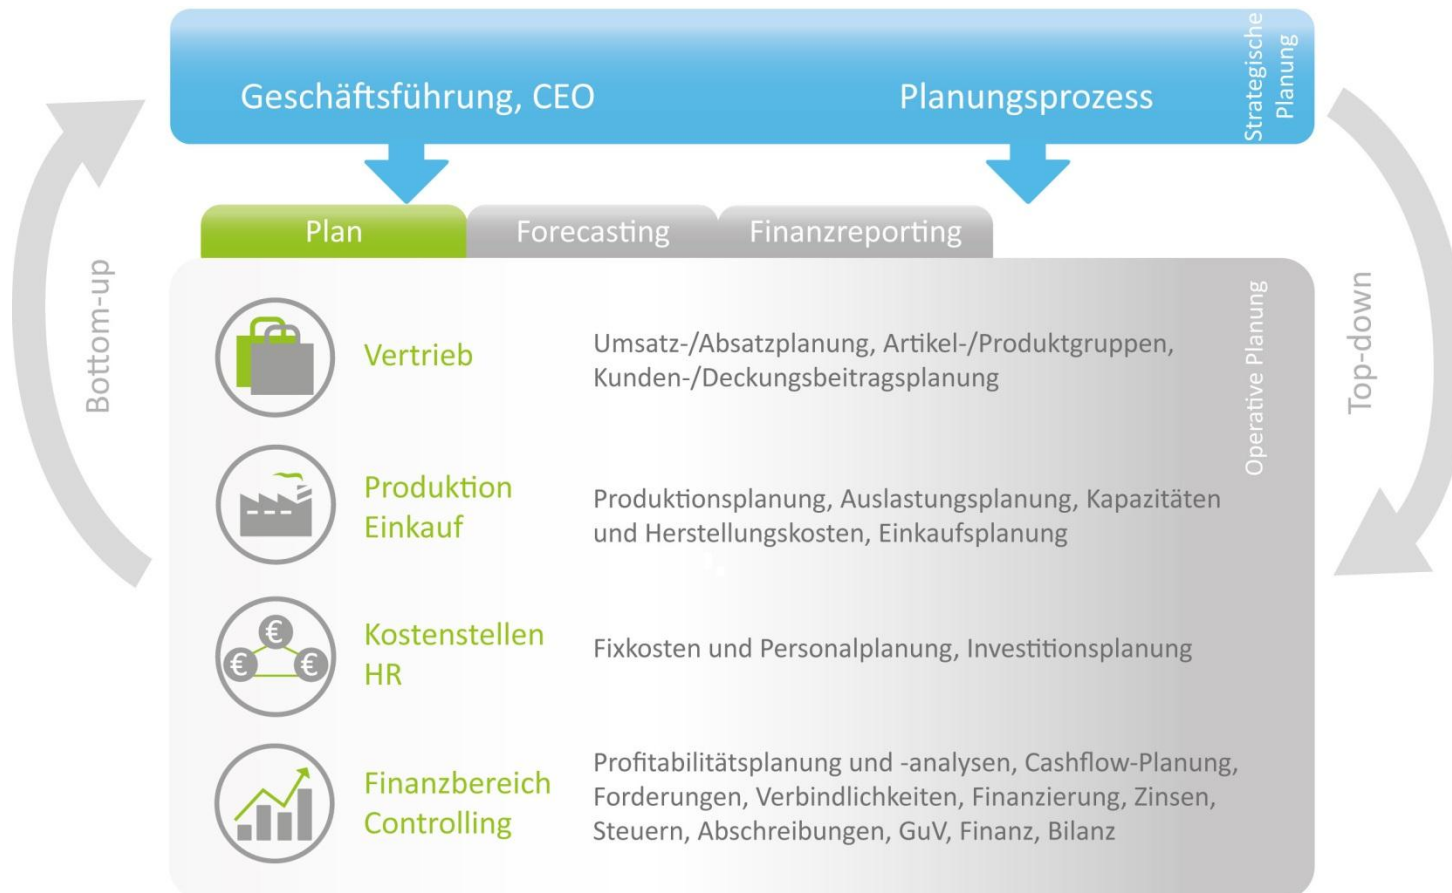 Geschäftsführung, CEO
Planungsprozess
Strategische
Planung
Plan
Forecasting
Finanzreporting
Bottom-up
Top-down
Operative Planung
Vertrieb
Umsatz-/Absatzplanung, Artikel-/Produktgruppen,
Kunden-/Deckungsbeitragsplanung
Produktion
Einkauf
Produktionsplanung, Auslastungsplanung, Kapazitäten
und Herstellungskosten, Einkaufsplanung
€
€
€
Kostenstellen
HR
Fixkosten und Personalplanung, Investitionsplanung
Finanzbereich
Controlling
Profitabilitätsplanung und -analysen, Cashflow-Planung,
Forderungen, Verbindlichkeiten, Finanzierung, Zinsen,
Steuern, Abschreibungen, GuV, Finanz, Bilanz